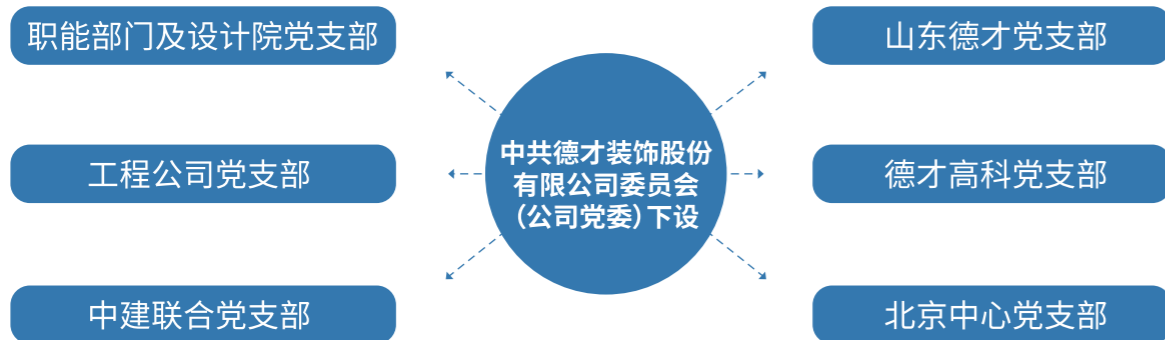 职能部门及设计院党支部
工程公司党支部
中建联合党支部
中共德才装饰股份
有限公司委员会
（公司党委）下设
山东德才党支部
德才高科党支部
北京中心党支部